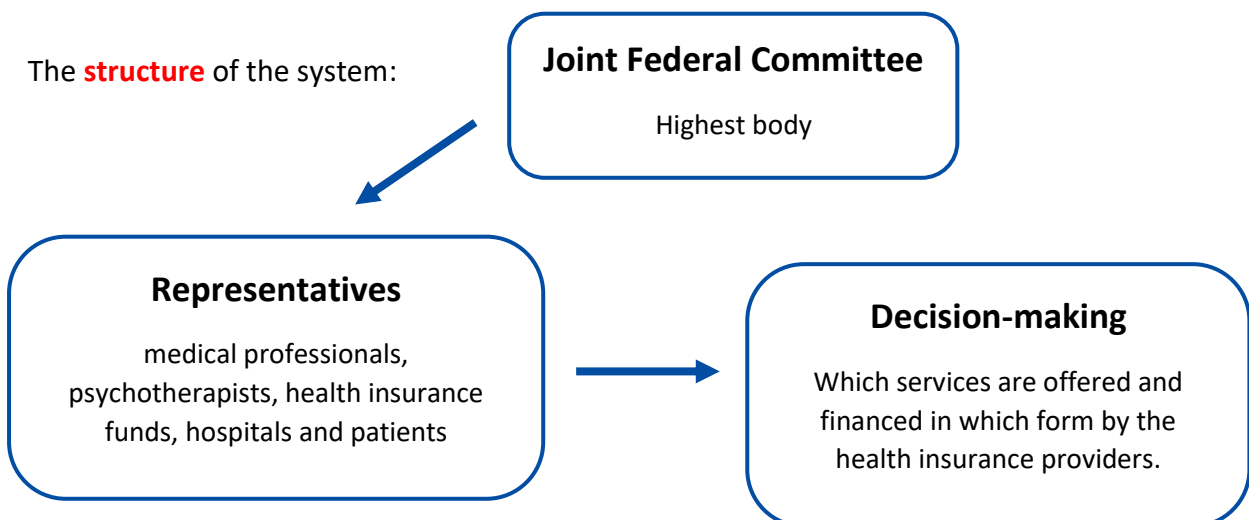 The structure of the system:
Joint Federal Committee
Highest body
Representatives
medical professionals,
psychotherapists, health insurance
funds, hospitals and patients
Decision-making
Which services are offered and
financed in which form by the
health insurance providers.